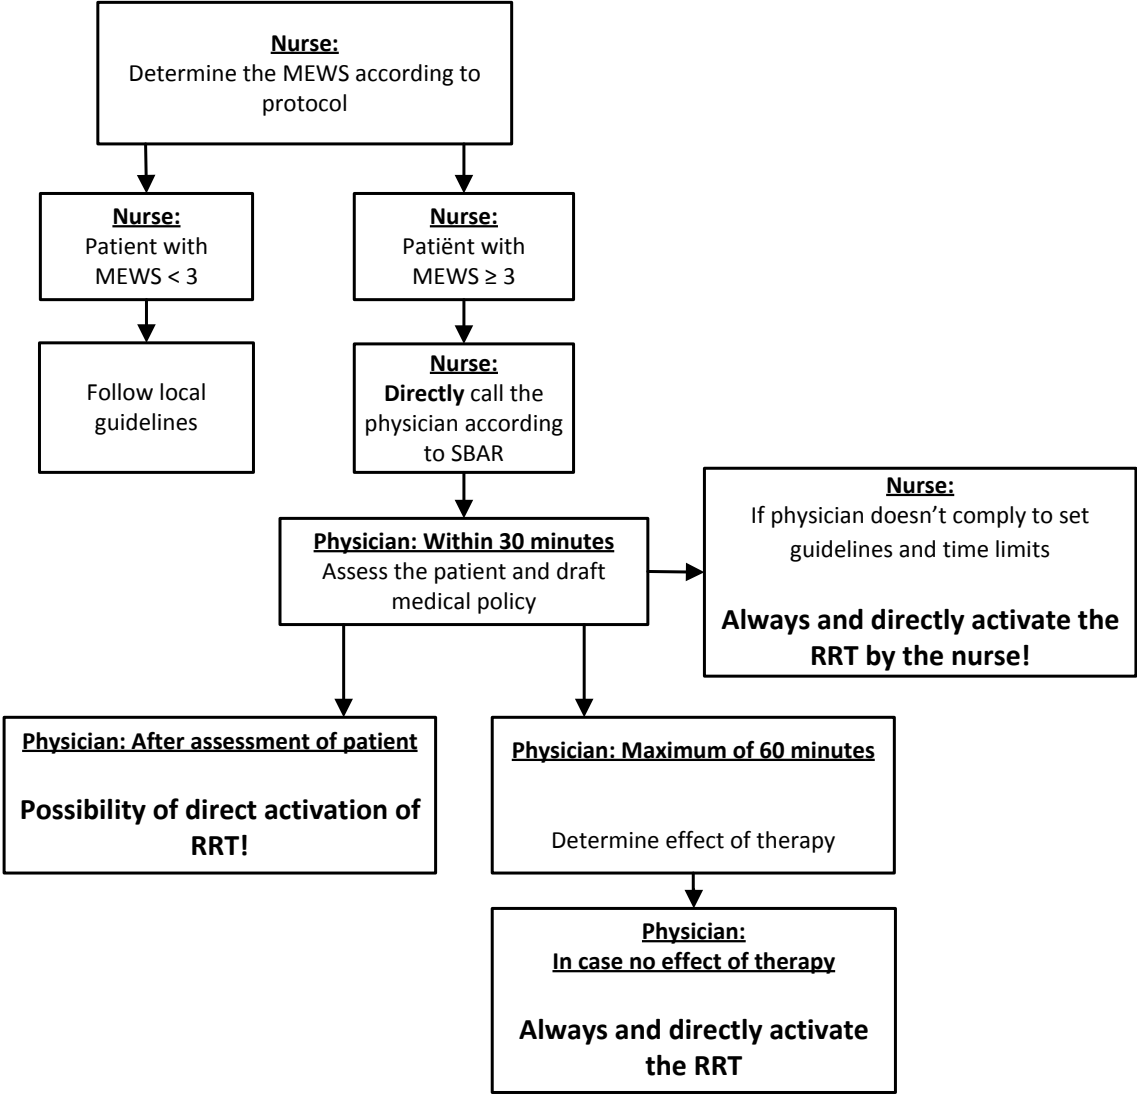 Nurse:
Determine the MEWS according to
protocol
Nurse:
Patient with
MEWS < 3
Nurse:
Patiënt with
MEWS ≥ 3
Follow local
guidelines
Nurse:
Directly call the
physician according
to SBAR
Nurse:
If physician doesn’t comply to set
guidelines and time limits
Always and directly activate the
RRT by the nurse!
Physician: Within 30 minutes
Assess the patient and draft
medical policy
Physician: After assessment of patient
Possibility of direct activation of
RRT!
Physician: Maximum of 60 minutes
Determine effect of therapy
Physician:
In case no effect of therapy
Always and directly activate
the RRT